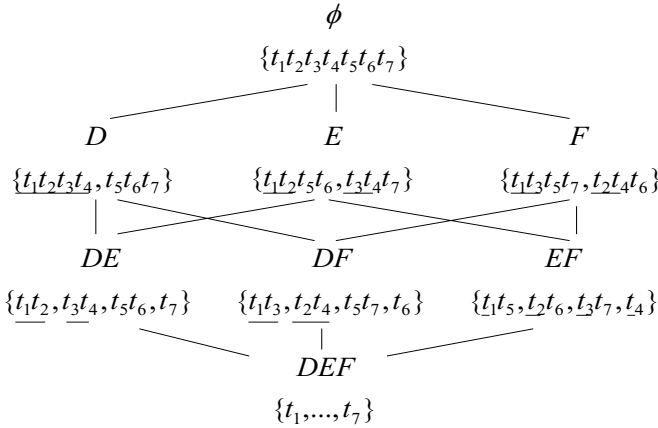 ϕ
{t₁t₂t₃t₄t₅t₆t₇}
D E F
{t₁t₂t₃t₄,t₅t₆t₇} {t₁t₂t₅t₆,t₃t₄t₇} {t₁t₃t₅t₇,t₂t₄t₆}
DE DF EF
{t₁t₂,t₃t₄,t₅t₆,t₇} {t₁t₃,t₂t₄,t₅t₇,t₆} {t₁t₅,t₂t₆,t₃t₇,t₄}
DEF
{t₁,...,t₇}